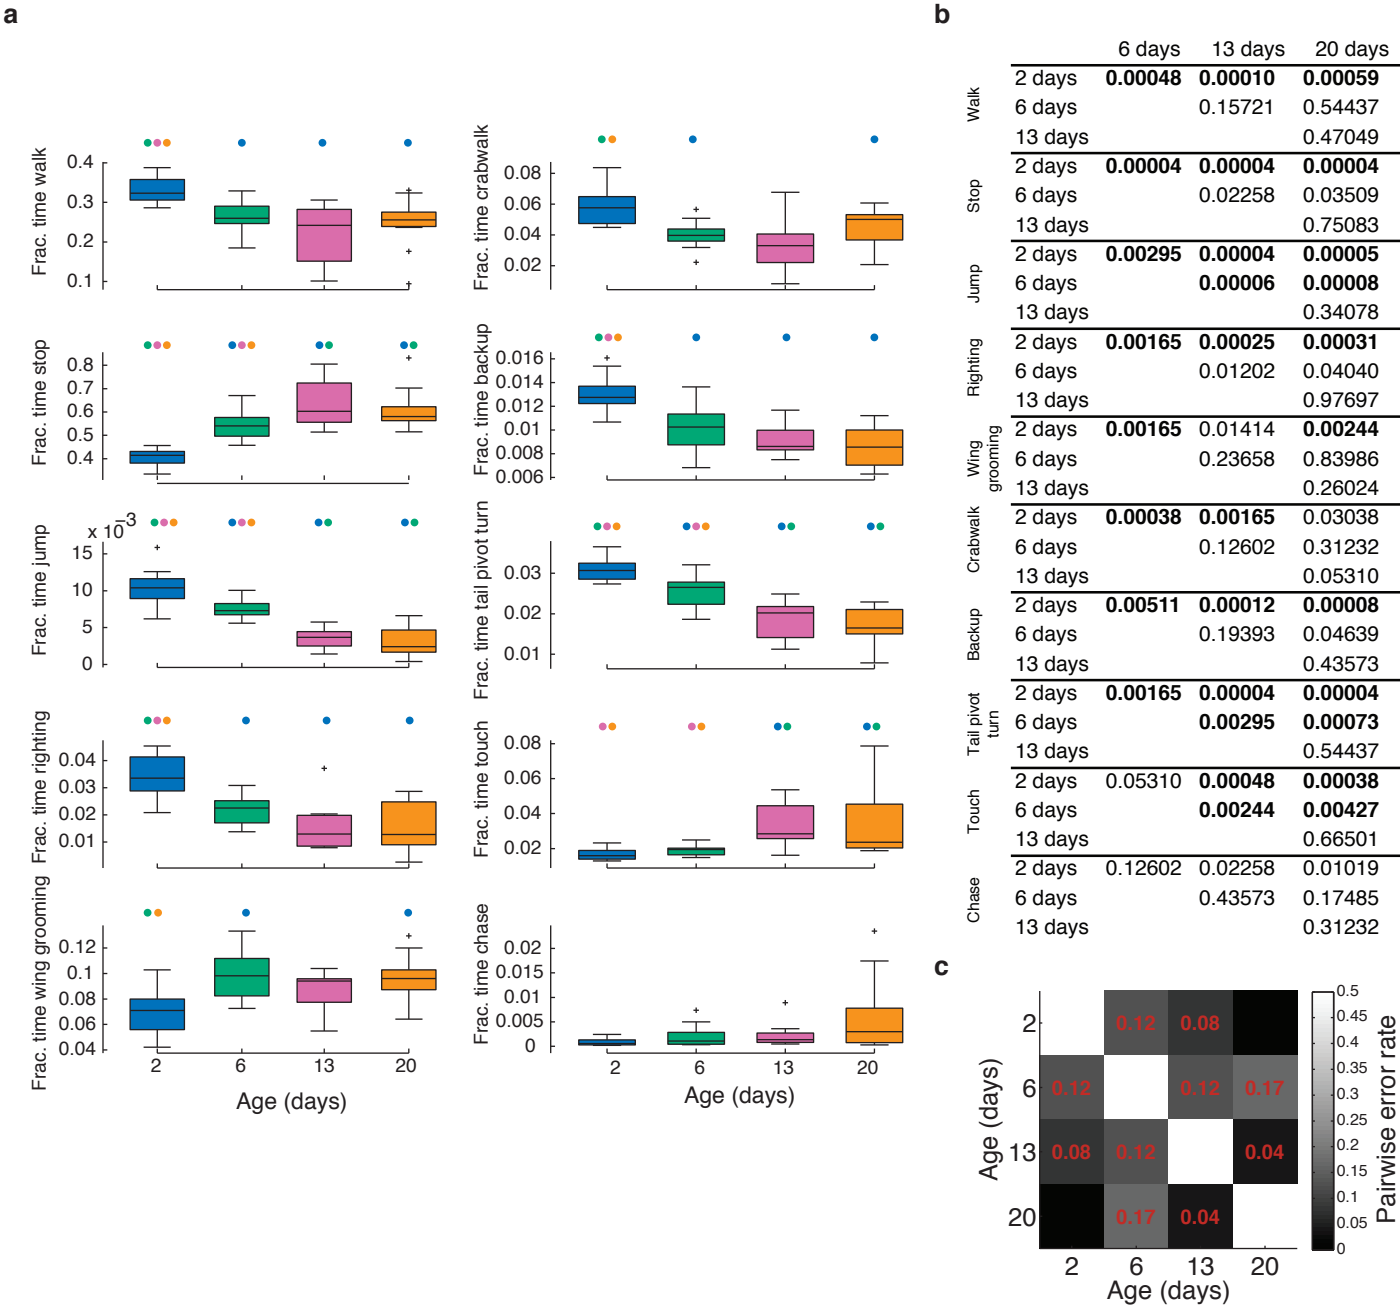 a
Frac. time walk
0.4
0.3
0.2
0.1
Frac. time crabwalk
0.08
0.06
0.04
0.02
Frac. time stop
0.8
0.7
0.6
0.5
0.4
Frac. time backup
0.016
0.014
0.012
0.010
0.008
0.006
Frac. time jump
x 10⁻³
15
10
5
0
Frac. time tail pivot turn
0.03
0.02
0.01
Frac. time righting
0.04
0.03
0.02
0.01
Frac. time touch
0.08
0.06
0.04
0.02
Frac. time wing grooming
0.12
0.1
0.08
0.06
0.04
2 6 13 20
Age (days)
Frac. time chase
0.02
0.015
0.01
0.005
0
2 6 13 20
Age (days)
b
6 days 13 days 20 days
Walk
2 days 0.00048 0.00010 0.00059
6 days 0.15721 0.54437
13 days 0.47049
Stop
2 days 0.00004 0.00004 0.00004
6 days 0.02258 0.03509
13 days 0.75083
Jump
2 days 0.00295 0.00004 0.00005
6 days 0.00006 0.00008
13 days 0.34078
Righting
2 days 0.00165 0.00025 0.00031
6 days 0.01202 0.04040
13 days 0.97697
Wing
grooming
2 days 0.00165 0.01414 0.00244
6 days 0.23658 0.83986
13 days 0.26024
Crabwalk
2 days 0.00038 0.00165 0.03038
6 days 0.12602 0.31232
13 days 0.05310
Backup
2 days 0.00511 0.00012 0.00008
6 days 0.19393 0.04639
13 days 0.43573
Tail pivot
turn
2 days 0.00165 0.00004 0.00004
6 days 0.00295 0.00073
13 days 0.54437
Touch
2 days 0.05310 0.00048 0.00038
6 days 0.00244 0.00427
13 days 0.66501
Chase
2 days 0.12602 0.02258 0.01019
6 days 0.43573 0.17485
13 days 0.31232
c
Age (days)
2 0.12 0.08
6 0.12 0.12 0.17
13 0.08 0.12 0.04
20 0.17 0.04
2 6 13 20
Age (days)
0.5
0.45
0.4
0.35
0.3
0.25
0.2
0.15
0.1
0.05
0
Pairwise error rate